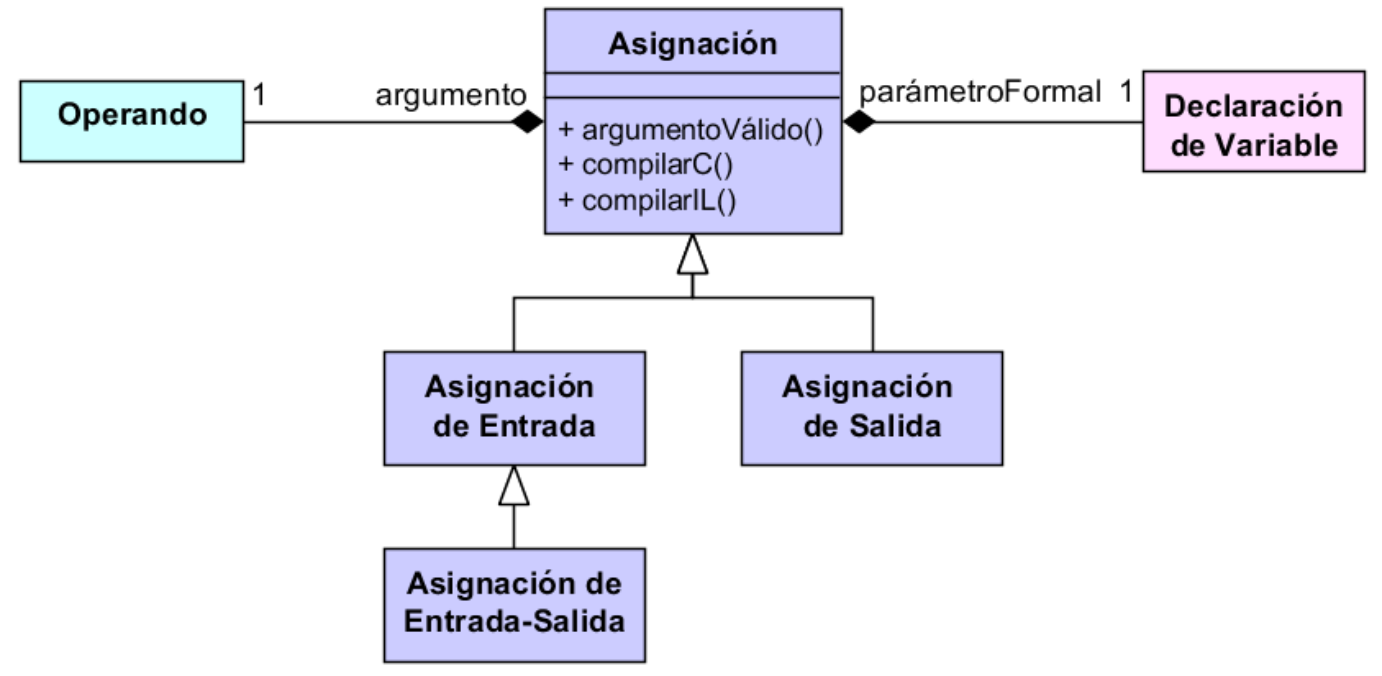 Asignación
1
argumento
parámetroFormal 1
Operando
Declaración
de Variable
+ argumentoVálido()
+ compilarC()
+ compilarIL()
Asignación
de Entrada
Asignación
de Salida
Asignación de
Entrada-Salida